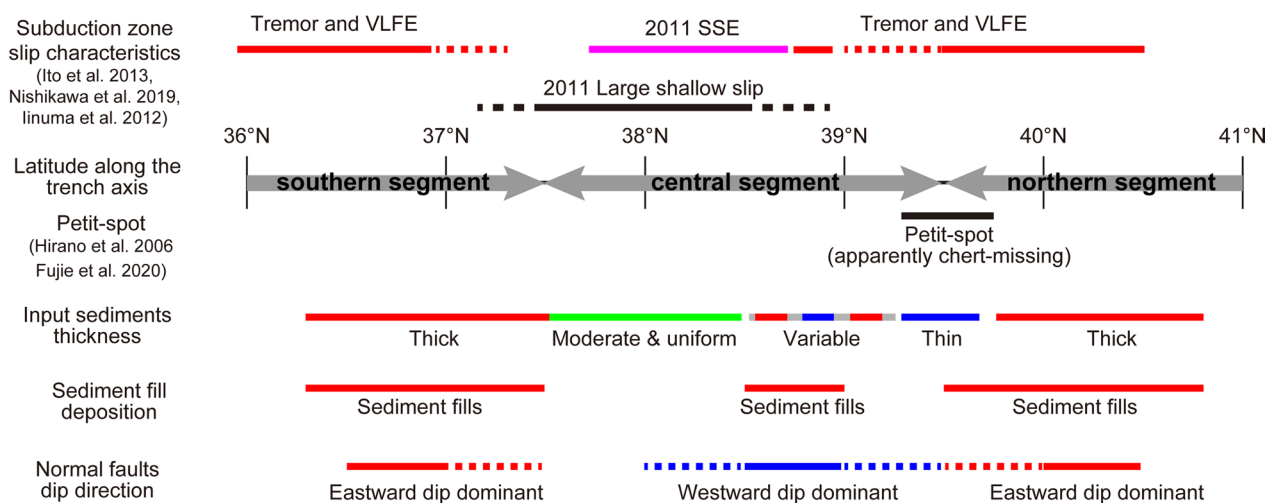 Subduction zone
slip characteristics
(Ito et al. 2013,
Nishikawa et al. 2019,
Iinuma et al. 2012)
Tremor and VLFE
2011 SSE
Tremor and VLFE
2011 Large shallow slip
36°N
37°N
38°N
39°N
40°N
41°N
Latitude along the
trench axis
southern segment
central segment
northern segment
Petit-spot
(Hirano et al. 2006
Fujie et al. 2020)
Petit-spot
(apparently chert-missing)
Input sediments
thickness
Thick
Moderate & uniform
Variable
Thin
Thick
Sediment fill
deposition
Sediment fills
Sediment fills
Sediment fills
Normal faults
dip direction
Eastward dip dominant
Westward dip dominant
Eastward dip dominant